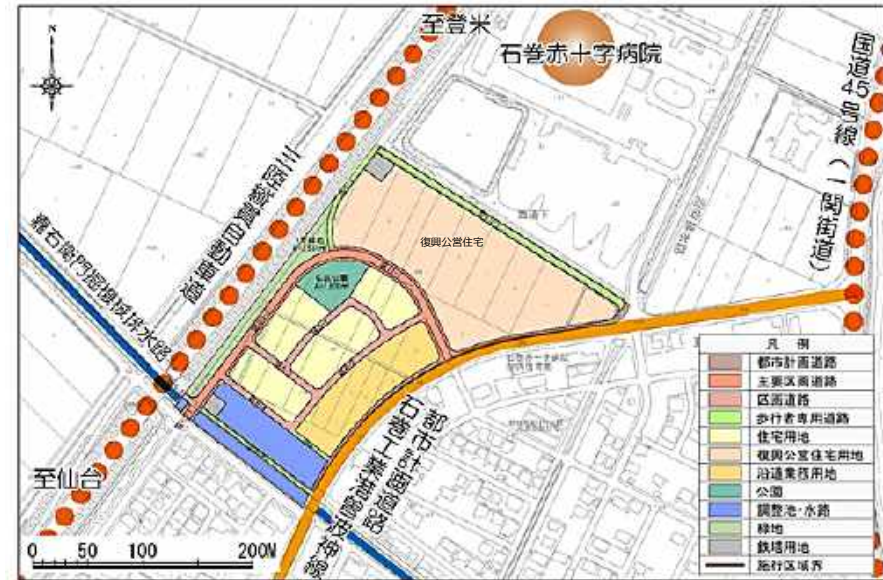 至登米
石巻赤十字病院
国道45号線（一関街道）
三陸縦貫自動車道
復興公営住宅
都市計画道路
石巻工業港曽波神線
至仙台
0 50 100 200M
凡 例
都市計画道路
主要区画道路
区画道路
歩行者専用道路
住宅用地
復興公営住宅用地
沿道業務用地
公園
調整池・水路
緑地
鉄塔用地
施行区域界